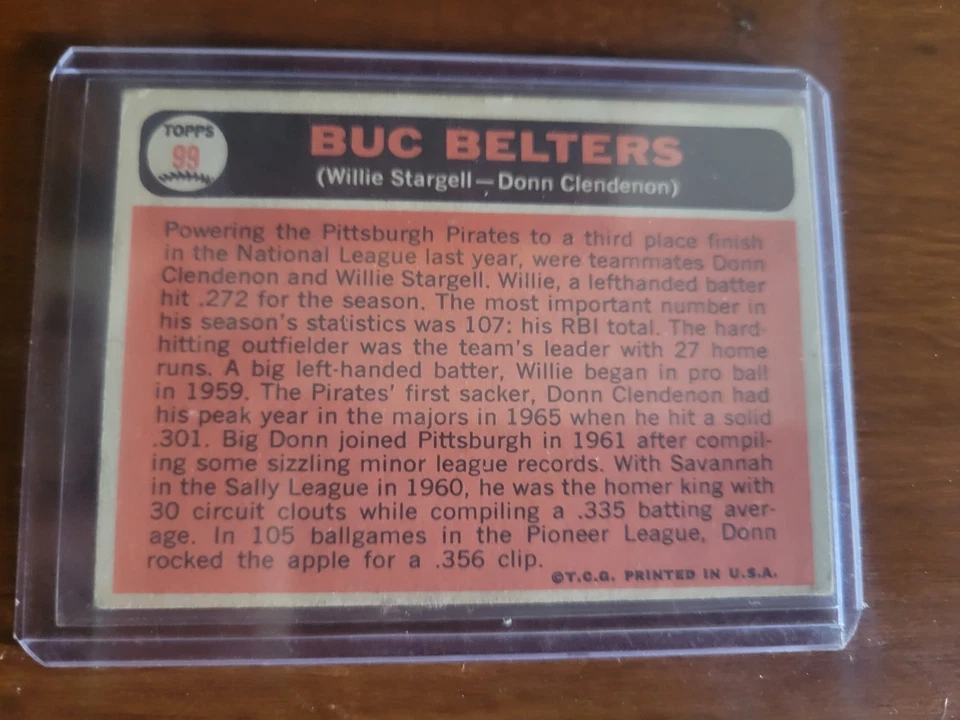 TOPPS
99
BUC BELTERS
(Willie Stargell—Donn Clendenon)
Powering the Pittsburgh Pirates to a third place finish
in the National League last year, were teammates Donn
Clendenon and Willie Stargell. Willie, a lefthanded batter
hit .272 for the season. The most important number in
his season's statistics was 107: his RBI total. The hard-
hitting outfielder was the team's leader with 27 home
runs. A big left-handed batter, Willie began in pro ball
in 1959. The Pirates' first sacker, Donn Clendenon had
his peak year in the majors in 1965 when he hit a solid
.301. Big Donn joined Pittsburgh in 1961 after compil-
ing some sizzling minor league records. With Savannah
in the Sally League in 1960, he was the homer king with
30 circuit clouts while compiling a .335 batting aver-
age. In 105 ballgames in the Pioneer League, Donn
rocked the apple for a .356 clip.
©T.C.G. PRINTED IN U.S.A.